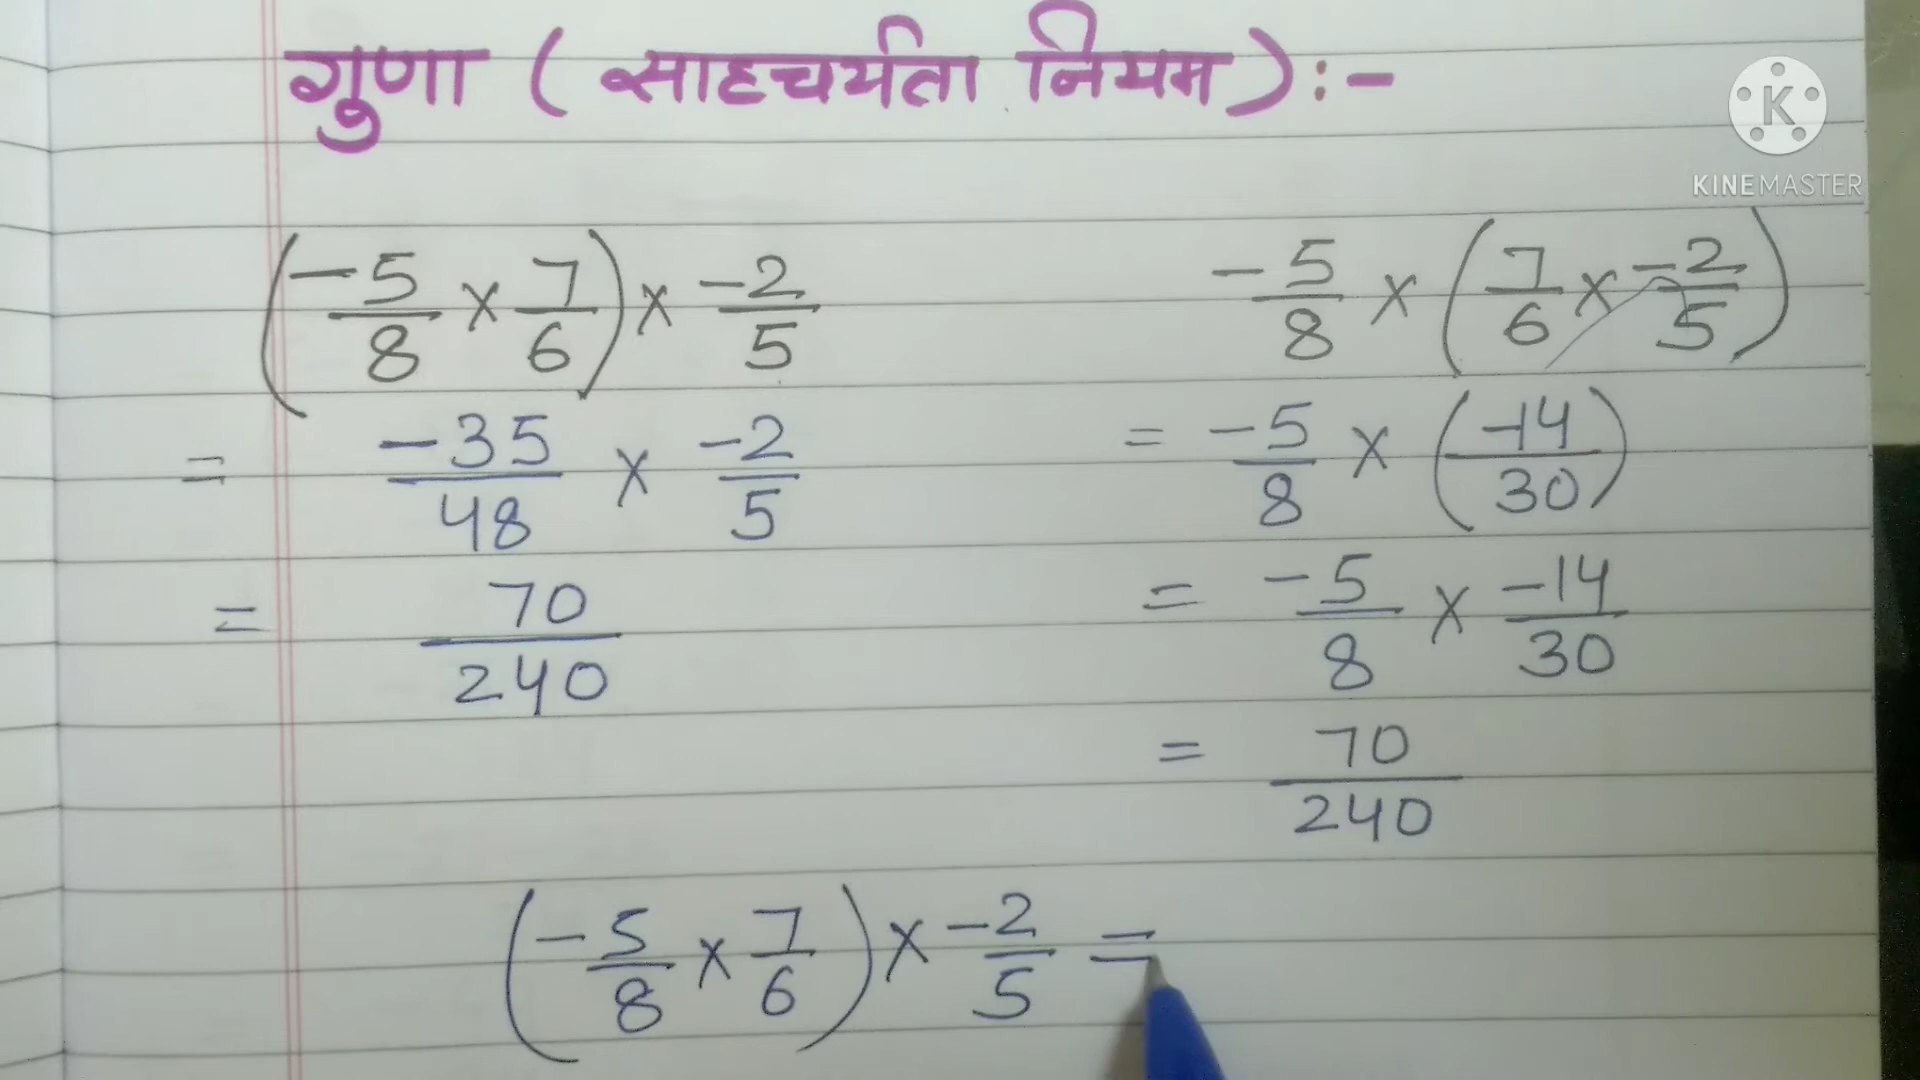 गुणा ( साहचर्यता नियम ) :-
KINEMASTER
(-5/8 × 7/6) × -2/5
= -35/48 × -2/5
= 70/240
-5/8 × (7/6 × -2/5)
= -5/8 × (-14/30)
= -5/8 × -14/30
= 70/240
(-5/8 × 7/6) × -2/5 =